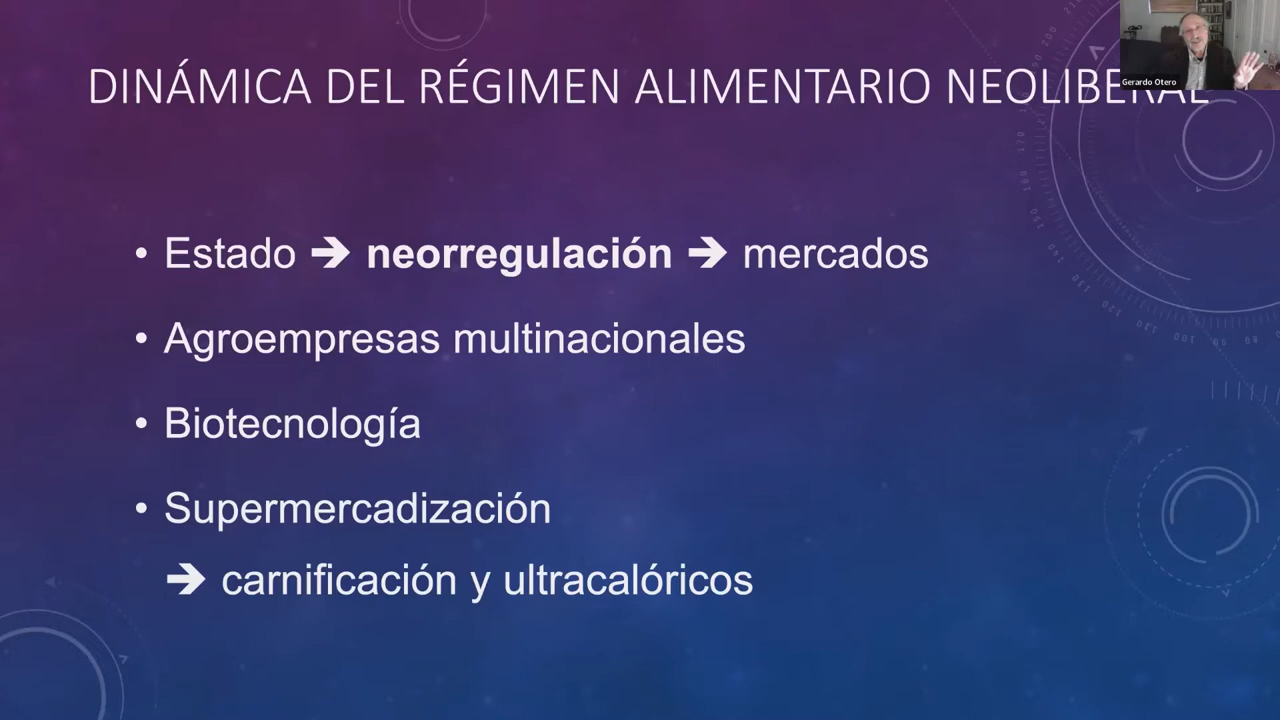 DINÁMICA DEL RÉGIMEN ALIMENTARIO NEOLIBERAL
Gerardo Otero
• Estado ➔ neorregulación ➔ mercados
• Agroempresas multinacionales
• Biotecnología
• Supermercadización
➔ carnificación y ultracalóricos